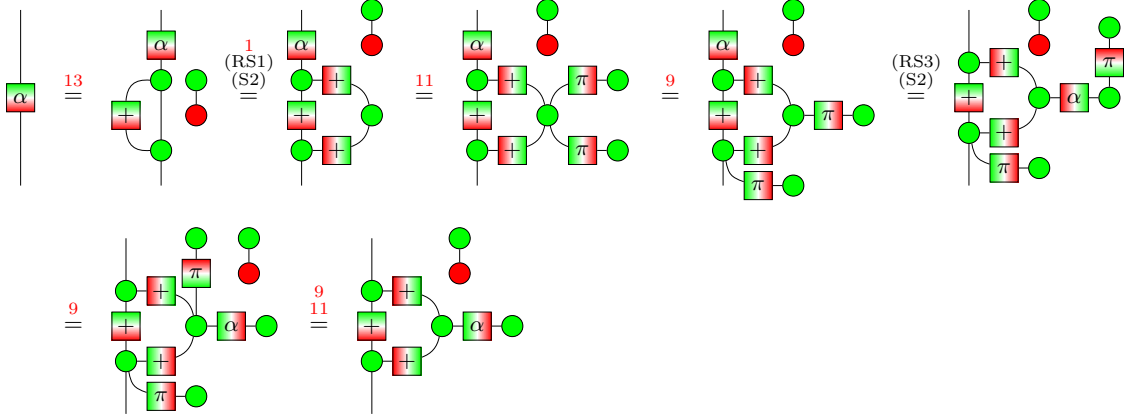 α
13
=
α
+
1
(RS1)
(S2)
=
α
+
+
+
11
=
α
+ π
+
+ π
9
=
α
+
+ π
+
π
(RS3)
(S2)
=
+ π
+ α
+
π
9
=
π
+
+ α
+
π
9
11
=
+
+ α
+